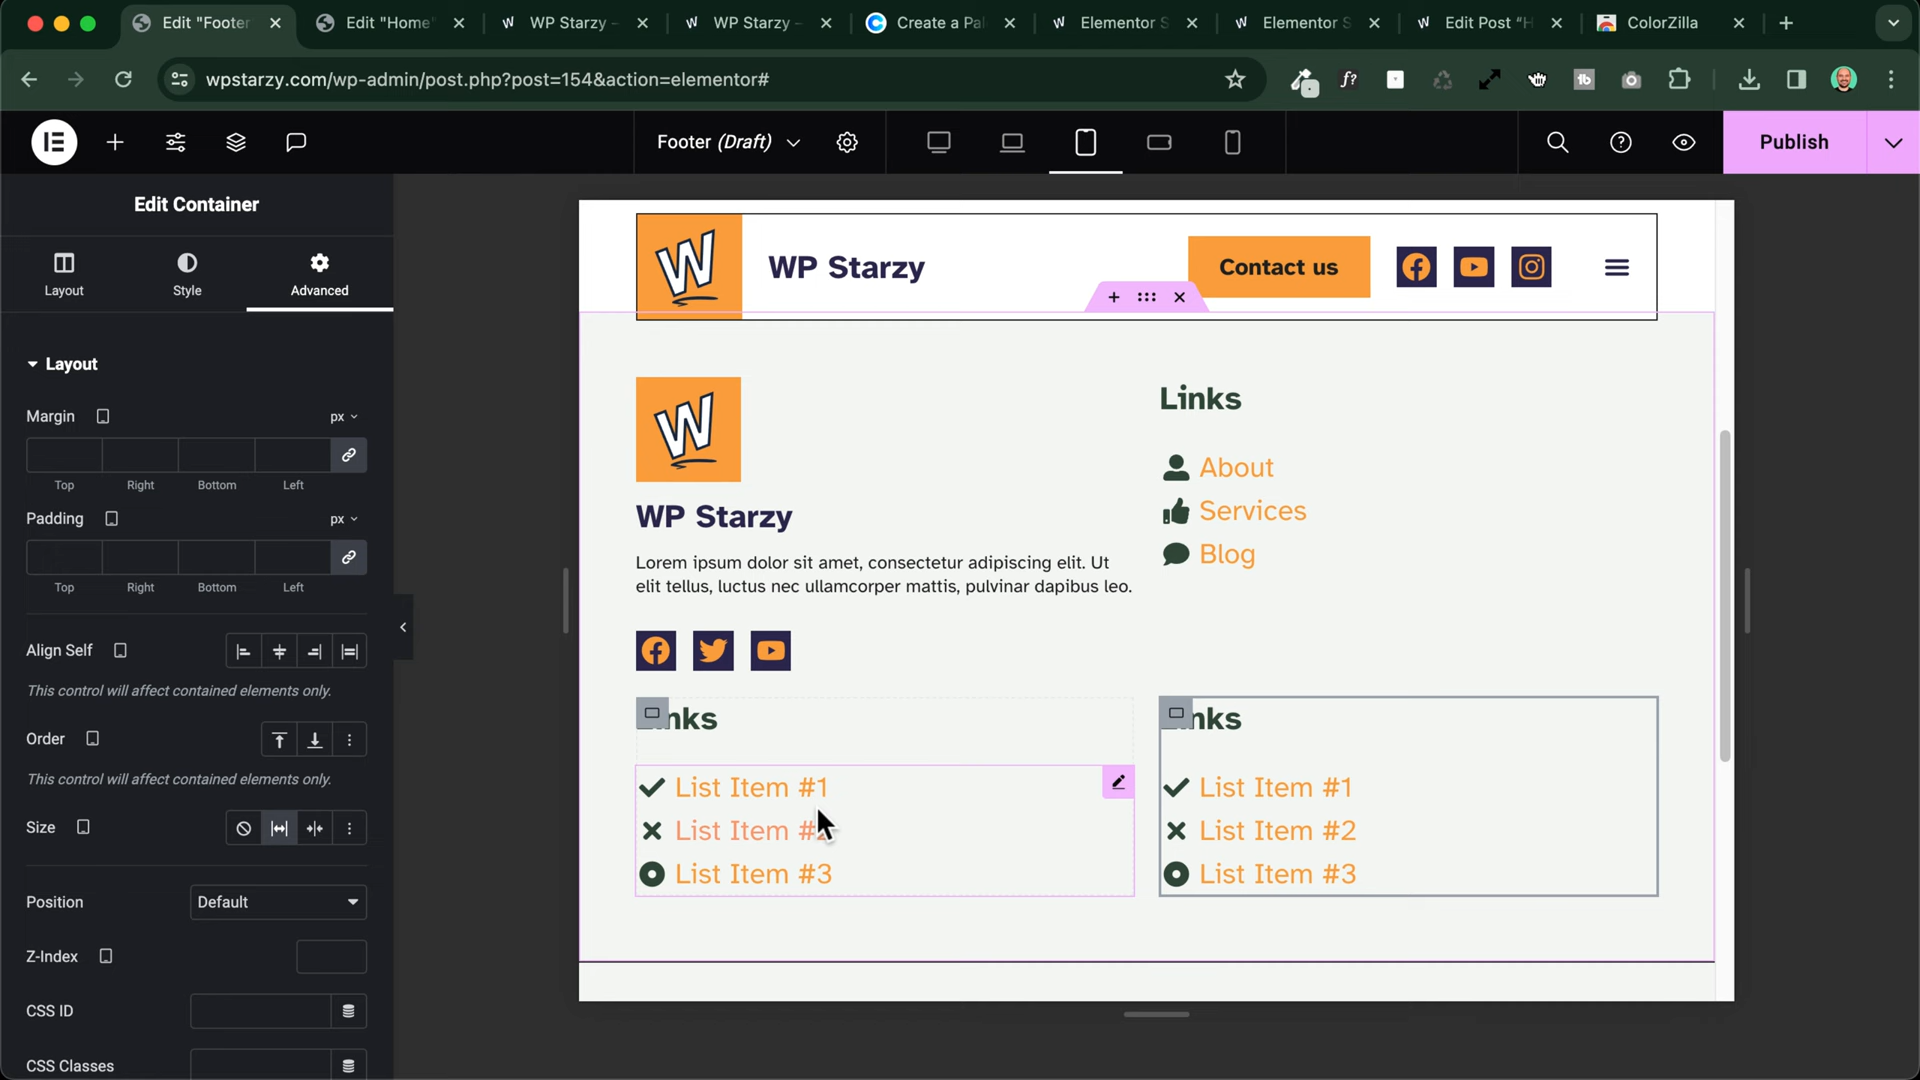 Edit "Footer
Edit "Home"
WP Starzy -
WP Starzy -
Create a Pal
Elementor S
Elementor S
Edit Post "H
ColorZilla
wpstarzy.com/wp-admin/post.php?post=154&action=elementor#
Footer (Draft)
Publish
Edit Container
Layout
Style
Advanced
Layout
Margin
px
Top
Right
Bottom
Left
Padding
px
Top
Right
Bottom
Left
Align Self
This control will affect contained elements only.
Order
This control will affect contained elements only.
Size
Position
Default
Z-Index
CSS ID
CSS Classes
W
WP Starzy
Contact us
W
WP Starzy
Lorem ipsum dolor sit amet, consectetur adipiscing elit. Ut
elit tellus, luctus nec ullamcorper mattis, pulvinar dapibus leo.
Links
About
Services
Blog
Links
List Item #1
List Item #2
List Item #3
Links
List Item #1
List Item #2
List Item #3